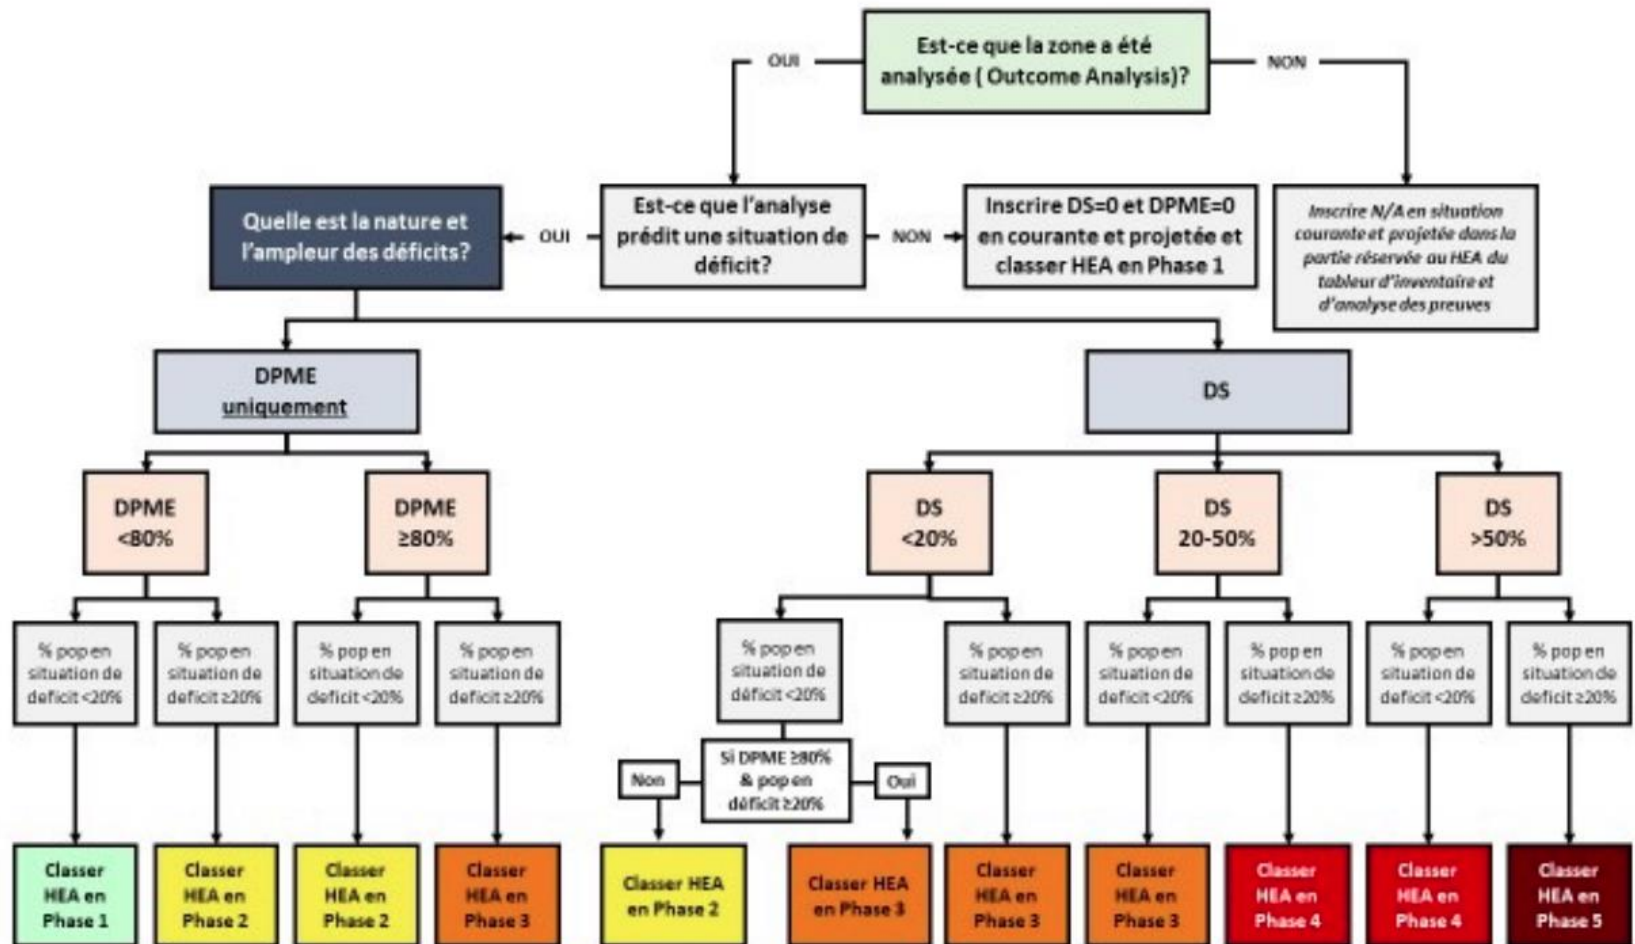 Est-ce que la zone a été
analysée ( Outcome Analysis)?
OUI
NON
Quelle est la nature et
l'ampleur des déficits?
OUI
Est-ce que l'analyse
prédit une situation de
déficit?
NON
Inscrire DS=0 et DPME=0
en courante et projetée et
classer HEA en Phase 1
Inscrire N/A en situation
courante et projetée dans la
partie réservée au HEA du
tableur d'inventaire et
d'analyse des preuves
DPME
uniquement
DS
DPME
<80%
DPME
≥80%
DS
<20%
DS
20-50%
DS
>50%
% pop en
situation de
deficit <20%
% pop en
situation de
deficit ≥20%
% pop en
situation de
deficit <20%
% pop en
situation de
deficit ≥20%
% pop en
situation de
déficit <20%
% pop en
situation de
deficit ≥20%
% pop en
situation de
deficit <20%
% pop en
situation de
deficit ≥20%
% pop en
situation de
deficit <20%
% pop en
situation de
deficit ≥20%
Non
Si DPME ≥80%
& pop en
déficit ≥20%
Oui
Classer
HEA en
Phase 1
Classer
HEA en
Phase 2
Classer
HEA en
Phase 2
Classer
HEA en
Phase 3
Classer HEA
en Phase 2
Classer HEA
en Phase 3
Classer
HEA en
Phase 3
Classer
HEA en
Phase 3
Classer
HEA en
Phase 4
Classer
HEA en
Phase 4
Classer
HEA en
Phase 5